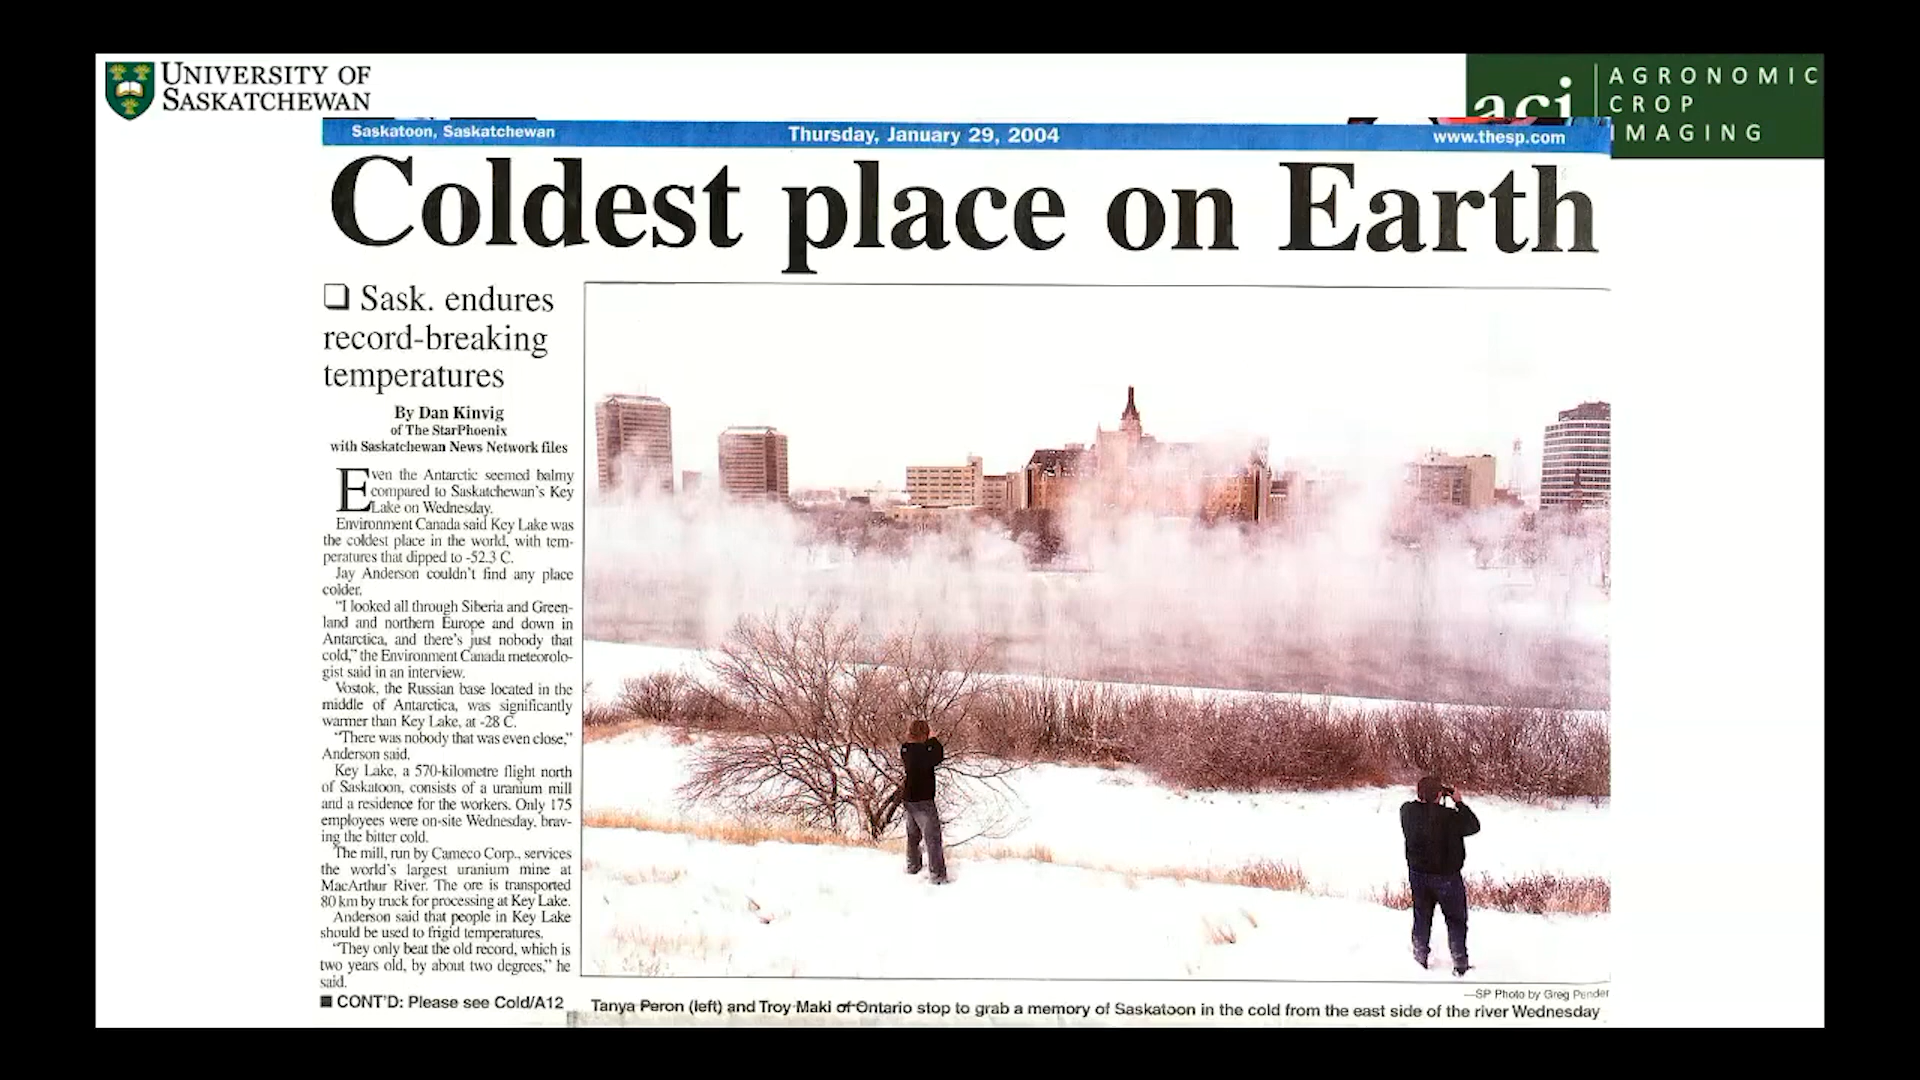 UNIVERSITY OF
SASKATCHEWAN
aci
AGRONOMIC
CROP
IMAGING
Saskatoon, Saskatchewan
Thursday, January 29, 2004
www.thesp.com
Coldest place on Earth
❑ Sask. endures
record-breaking
temperatures
By Dan Kinvig
of The StarPhoenix
with Saskatchewan News Network files
Even the Antarctic seemed balmy
compared to Saskatchewan's Key
Lake on Wednesday.
Environment Canada said Key Lake was
the coldest place in the world, with tem-
peratures that dipped to -52.3 C.
Jay Anderson couldn't find any place
colder.
"I looked all through Siberia and Green-
land and northern Europe and down in
Antarctica, and there's just nobody that
cold," the Environment Canada meteorolo-
gist said in an interview.
Vostok, the Russian base located in the
middle of Antarctica, was significantly
warmer than Key Lake, at -28 C.
"There was nobody that was even close,"
Anderson said.
Key Lake, a 570-kilometre flight north
of Saskatoon, consists of a uranium mill
and a residence for the workers. Only 175
employees were on-site Wednesday, brav-
ing the bitter cold.
The mill, run by Cameco Corp., services
the world's largest uranium mine at
MacArthur River. The ore is transported
80 km by truck for processing at Key Lake.
Anderson said that people in Key Lake
should be used to frigid temperatures.
"They only beat the old record, which is
two years old, by about two degrees," he
said.
■ CONT'D: Please see Cold/A12
—SP Photo by Greg Pender
Tanya Peron (left) and Troy Maki of Ontario stop to grab a memory of Saskatoon in the cold from the east side of the river Wednesday